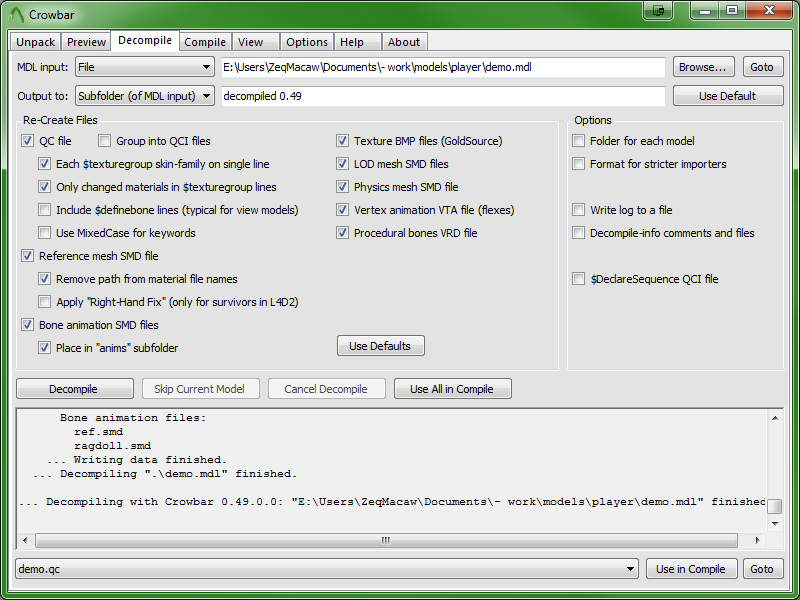 Crowbar
Unpack Preview Decompile Compile View Options Help About
MDL input: File E:\Users\ZeqMacaw\Documents\- work\models\player\demo.mdl Browse... Goto
Output to: Subfolder (of MDL input) decompiled 0.49 Use Default
Re-Create Files
QC file Group into QCI files
Each $texturegroup skin-family on single line
Only changed materials in $texturegroup lines
Include $definebone lines (typical for view models)
Use MixedCase for keywords
Reference mesh SMD file
Remove path from material file names
Apply "Right-Hand Fix" (only for survivors in L4D2)
Bone animation SMD files
Place in "anims" subfolder
Texture BMP files (GoldSource)
LOD mesh SMD files
Physics mesh SMD file
Vertex animation VTA file (flexes)
Procedural bones VRD file
Use Defaults
Options
Folder for each model
Format for stricter importers
Write log to a file
Decompile-info comments and files
$DeclareSequence QCI file
Decompile Skip Current Model Cancel Decompile Use All in Compile
Bone animation files:
ref.smd
ragdoll.smd
... Writing data finished.
... Decompiling ".\demo.mdl" finished.
... Decompiling with Crowbar 0.49.0.0: "E:\Users\ZeqMacaw\Documents\- work\models\player\demo.mdl" finished
demo.qc Use in Compile Goto